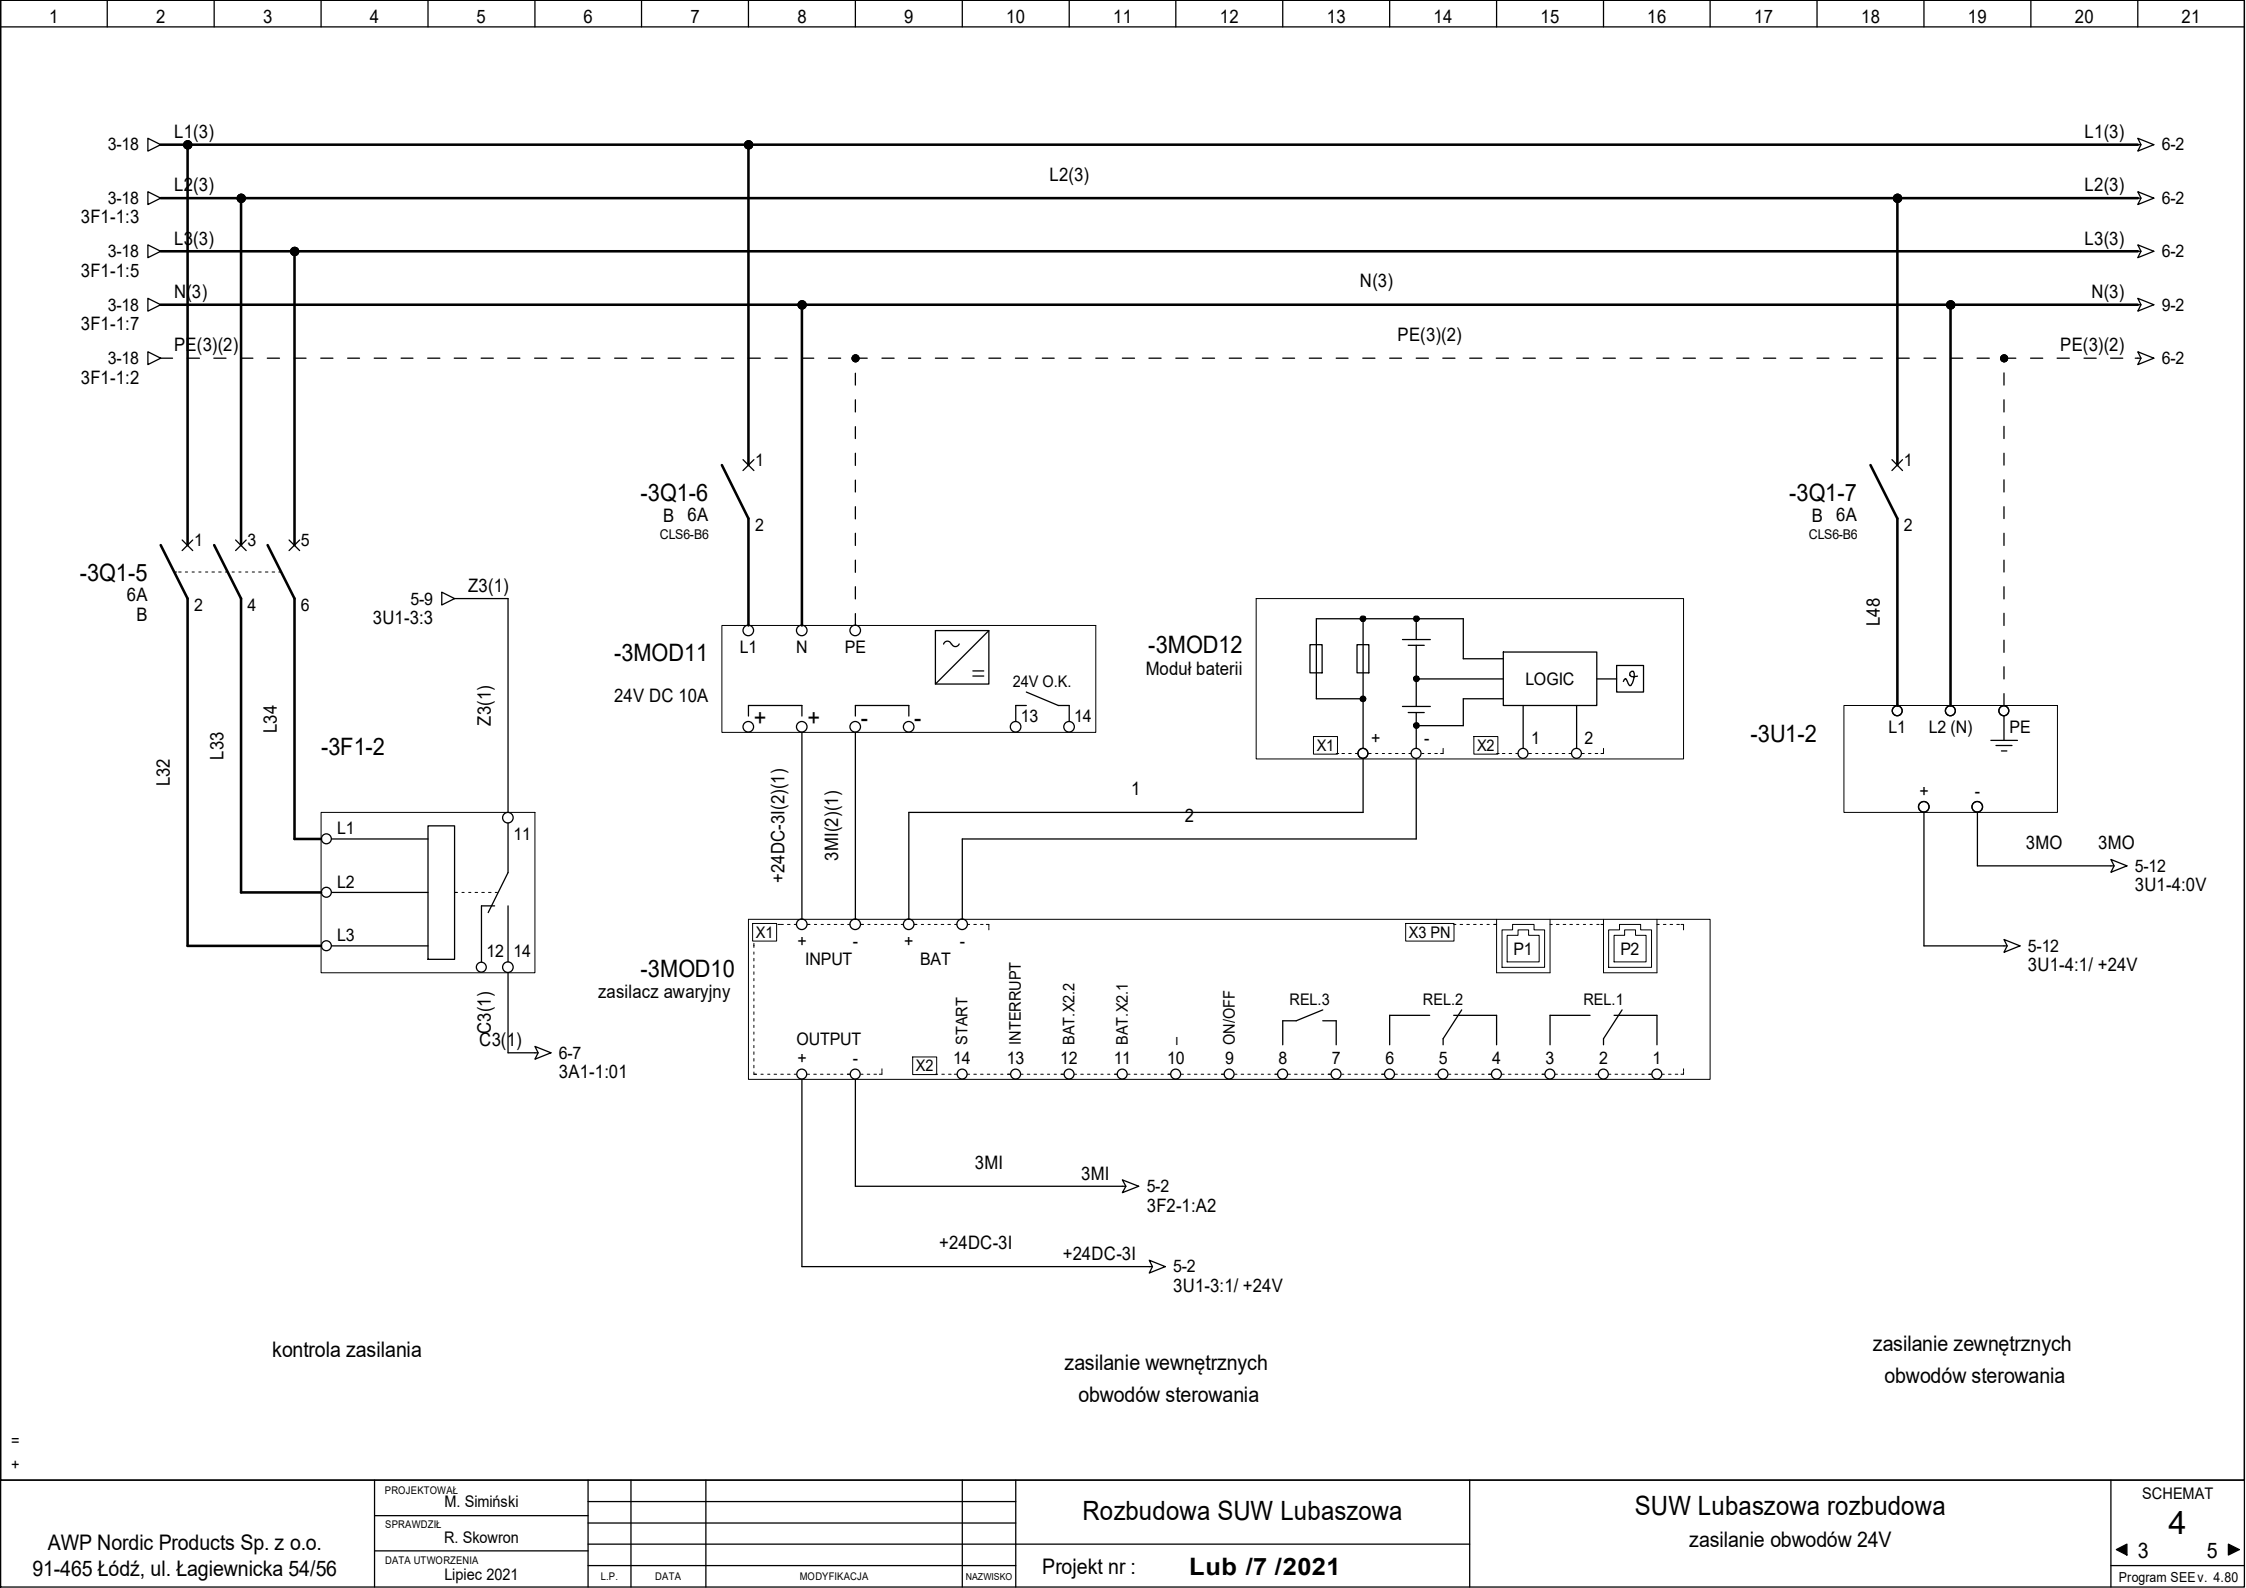 1 2 3 4 5 6 7 8 9 10 11 12 13 14 15 16 17 18 19 20 21
L1(3)
L1(3)
3-18
6-2
L2(3)
L2(3)
L2(3)
3-18
6-2
3F1-1:3
L3(3)
L3(3)
3-18
6-2
3F1-1:5
N(3)
N(3)
N(3)
3-18
9-2
3F1-1:7
PE(3)(2)
PE(3)(2)
PE(3)(2)
3-18
6-2
3F1-1:2
-3Q1-5
6A
B
1 3 5
2 4 6
L32
L33
L34
5-9
3U1-3:3
Z3(1)
Z3(1)
-3F1-2
L1
L2
L3
11
12 14
C3(1)
C3(1)
6-7
3A1-1:01
-3Q1-6
B 6A
CLS6-B6
1
2
-3MOD11
24V DC 10A
L1 N PE
~
=
24V O.K.
+ + - -
13 14
+24DC-3I(2)(1)
3MI(2)(1)
-3MOD12
Moduł baterii
LOGIC
ϑ
X1
+ -
X2
1 2
1
2
-3MOD10
zasilacz awaryjny
X1
+ - + -
INPUT
BAT
X3 PN
P1
P2
START
INTERRUPT
BAT.X2.2
BAT.X2.1
–
ON/OFF
REL.3
REL.2
REL.1
OUTPUT
+ -
X2
14 13 12 11 10 9 8 7 6 5 4 3 2 1
3MI
3MI
5-2
3F2-1:A2
+24DC-3I
+24DC-3I
5-2
3U1-3:1/ +24V
-3Q1-7
B 6A
CLS6-B6
1
2
L48
-3U1-2
L1 L2 (N) PE
+ -
3MO 3MO
5-12
3U1-4:0V
5-12
3U1-4:1/ +24V
kontrola zasilania
zasilanie wewnętrznych
obwodów sterowania
zasilanie zewnętrznych
obwodów sterowania
=
+
AWP Nordic Products Sp. z o.o.
91-465 Łódź, ul. Łagiewnicka 54/56
PROJEKTOWAŁ
M. Simiński
SPRAWDZIŁ
R. Skowron
DATA UTWORZENIA
Lipiec 2021
L.P. DATA MODYFIKACJA NAZWISKO
Rozbudowa SUW Lubaszowa
Projekt nr : Lub /7 /2021
SUW Lubaszowa rozbudowa
zasilanie obwodów 24V
SCHEMAT
4
3 5
Program SEE v. 4.80